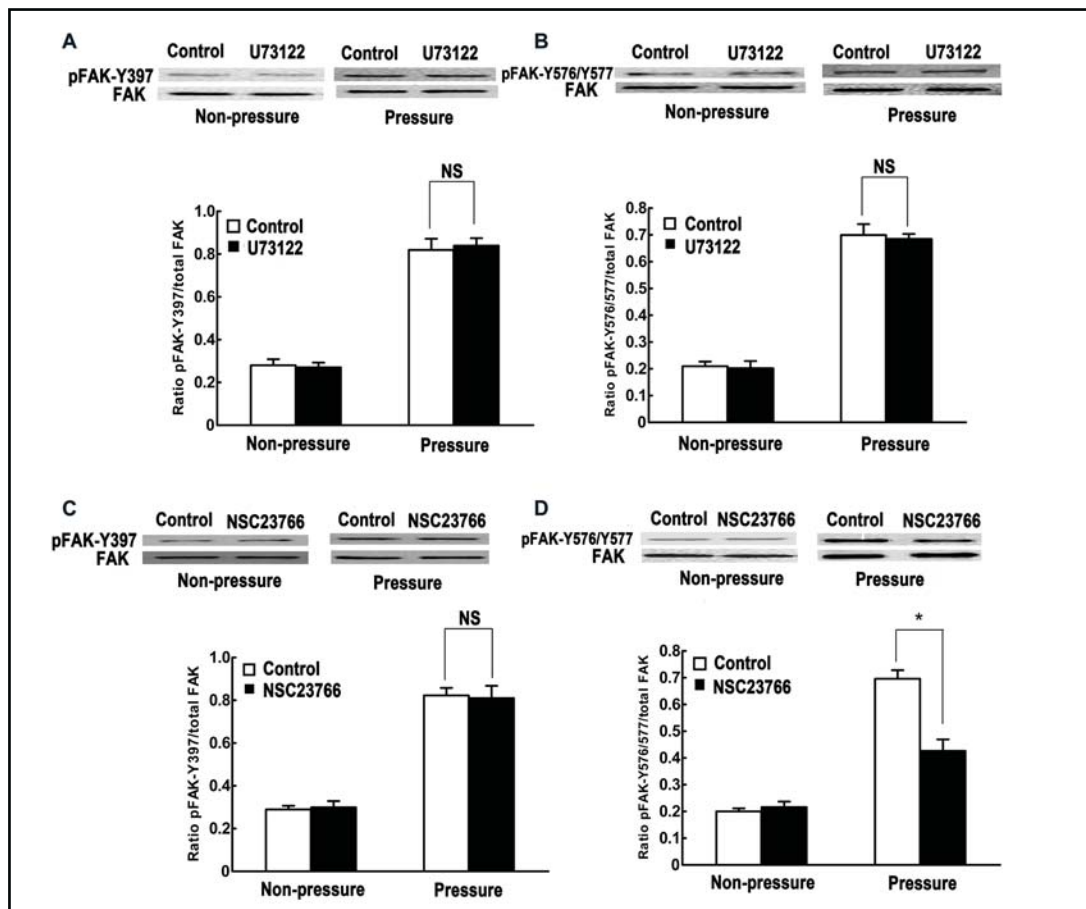 A
Control U73122
Control U73122
pFAK-Y397
FAK
Non-pressure
Pressure
NS
Ratio pFAK-Y397/total FAK
1.0
0.8
0.6
0.4
0.2
0
Control
U73122
Non-pressure
Pressure
B
Control U73122
Control U73122
pFAK-Y576/Y577
FAK
Non-pressure
Pressure
NS
Ratio pFAK-Y576/577/total FAK
0.8
0.7
0.6
0.5
0.4
0.3
0.2
0.1
0
Control
U73122
Non-pressure
Pressure
C
Control NSC23766
Control NSC23766
pFAK-Y397
FAK
Non-pressure
Pressure
NS
Ratio pFAK-Y397/total FAK
1.0
0.8
0.6
0.4
0.2
0
Control
NSC23766
Non-pressure
Pressure
D
Control NSC23766
Control NSC23766
pFAK-Y576/Y577
FAK
Non-pressure
Pressure
*
Ratio pFAK-Y576/577/total FAK
0.8
0.7
0.6
0.5
0.4
0.3
0.2
0.1
0
Control
NSC23766
Non-pressure
Pressure